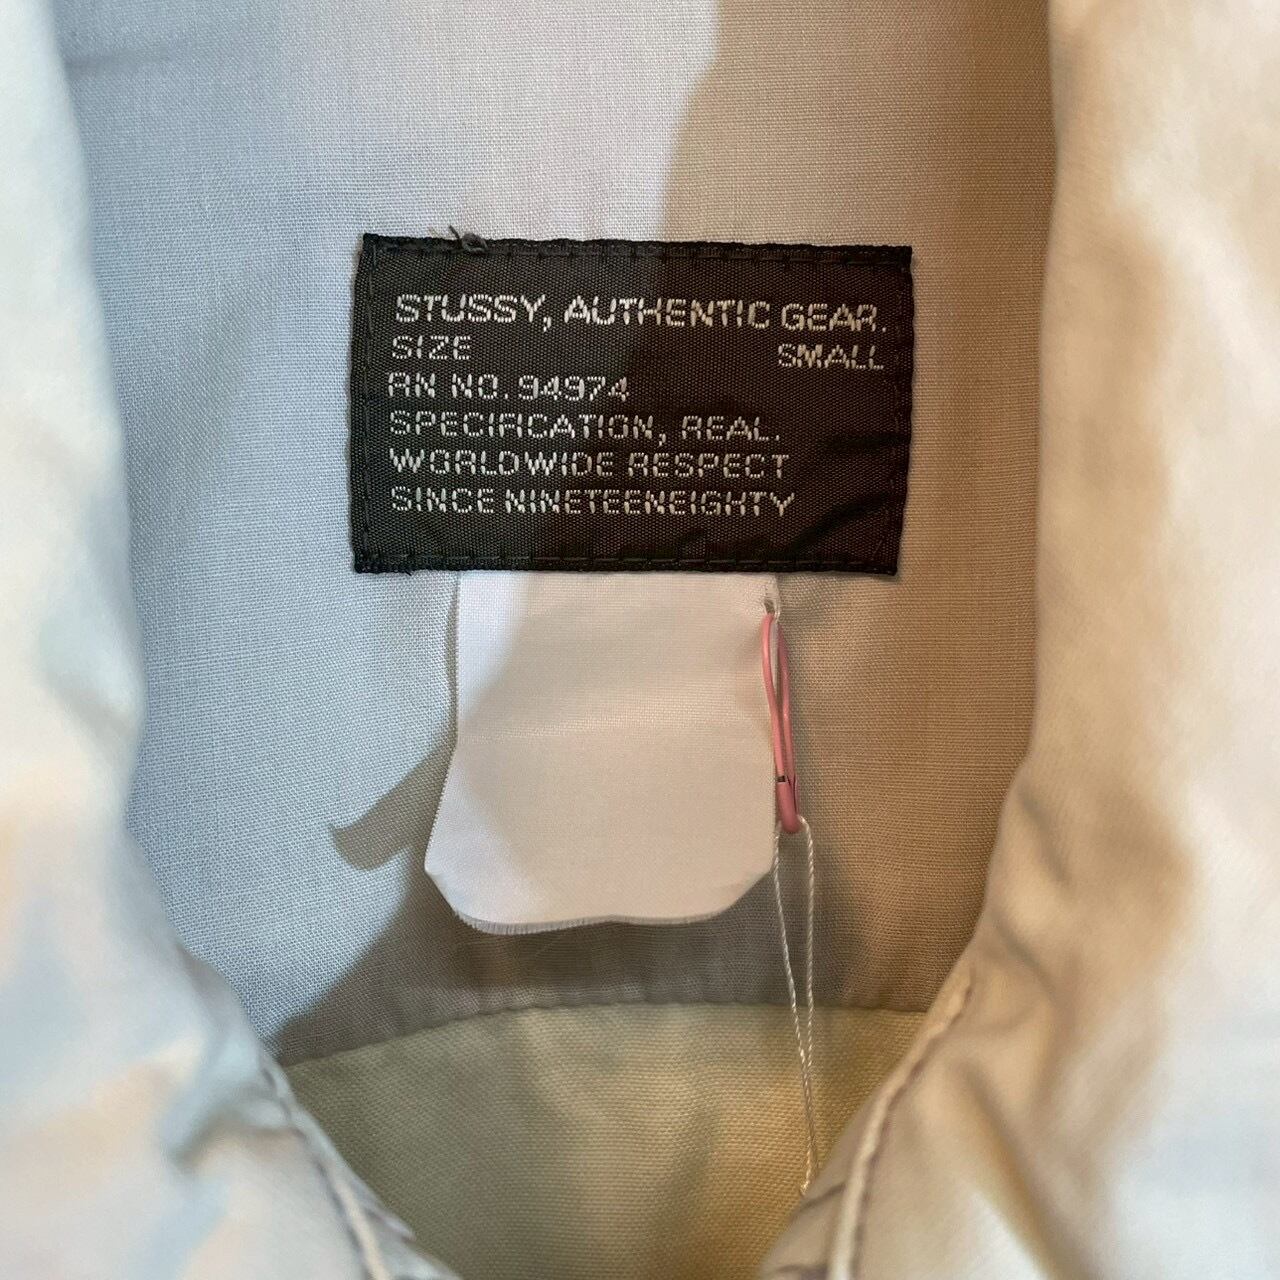 STUSSY, AUTHENTIC GEAR.
SIZE SMALL
RN NO. 94974
SPECIFICATION, REAL.
WORLDWIDE RESPECT
SINCE NINETEENEIGHTY